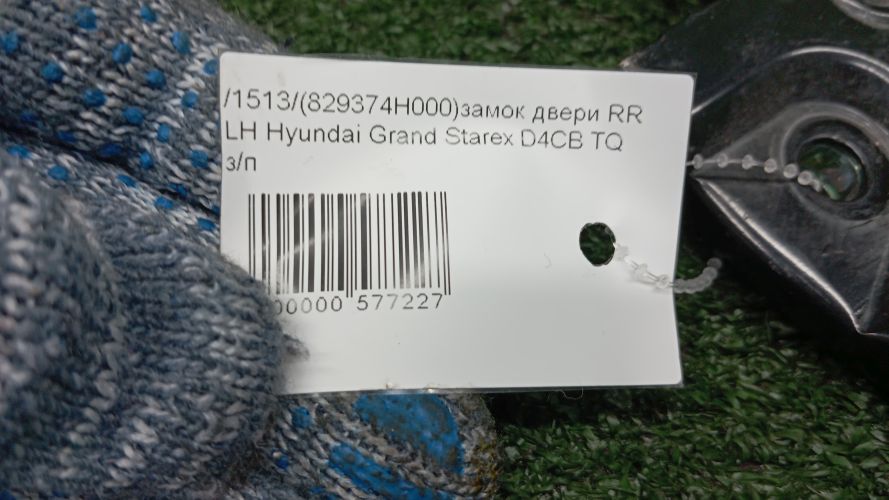 /1513/(829374H000)замок двери RR
LH Hyundai Grand Starex D4CB TQ
з/п
00000 577227